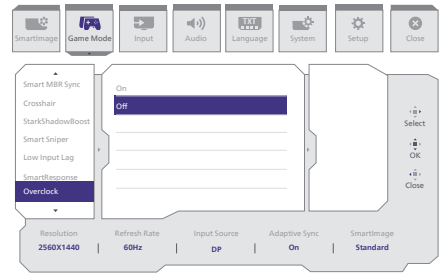 SmartImage
Game Mode
Input
Audio
TXT
Language
System
Setup
Close
Smart MBR Sync
Crosshair
StarkShadowBoost
Smart Sniper
Low Input Lag
SmartResponse
Overclock
On
Off
Select
OK
Close
Resolution
Refresh Rate
Input Source
Adaptive Sync
SmartImage
2560X1440
60Hz
DP
On
Standard